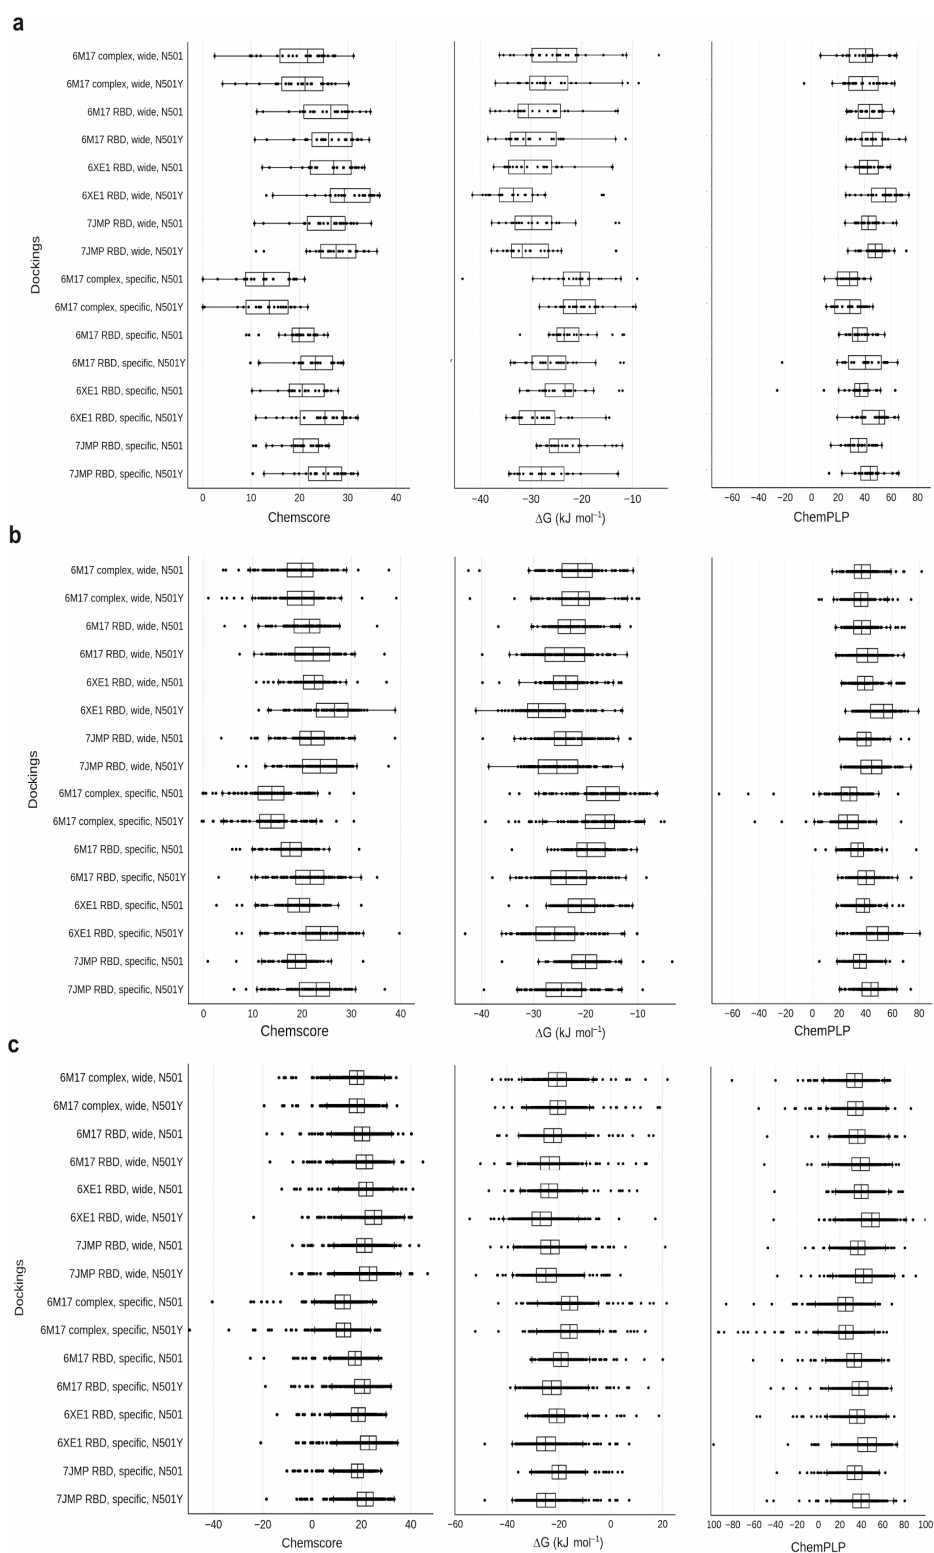 a
6M17 complex, wide, N501
6M17 complex, wide, N501Y
6M17 RBD, wide, N501
6M17 RBD, wide, N501Y
6XE1 RBD, wide, N501
6XE1 RBD, wide, N501Y
7JMP RBD, wide, N501
7JMP RBD, wide, N501Y
6M17 complex, specific, N501
6M17 complex, specific, N501Y
6M17 RBD, specific, N501
6M17 RBD, specific, N501Y
6XE1 RBD, specific, N501
6XE1 RBD, specific, N501Y
7JMP RBD, specific, N501
7JMP RBD, specific, N501Y
Dockings
0 10 20 30 40 −40 −30 −20 −10 −60 −40 −20 0 20 40 60 80
Chemscore ΔG (kJ mol⁻¹) ChemPLP
b
6M17 complex, wide, N501
6M17 complex, wide, N501Y
6M17 RBD, wide, N501
6M17 RBD, wide, N501Y
6XE1 RBD, wide, N501
6XE1 RBD, wide, N501Y
7JMP RBD, wide, N501
7JMP RBD, wide, N501Y
6M17 complex, specific, N501
6M17 complex, specific, N501Y
6M17 RBD, specific, N501
6M17 RBD, specific, N501Y
6XE1 RBD, specific, N501
6XE1 RBD, specific, N501Y
7JMP RBD, specific, N501
7JMP RBD, specific, N501Y
Dockings
0 10 20 30 40 −40 −30 −20 −10 0 −60 −40 −20 0 20 40 60 80
Chemscore ΔG (kJ mol⁻¹) ChemPLP
c
6M17 complex, wide, N501
6M17 complex, wide, N501Y
6M17 RBD, wide, N501
6M17 RBD, wide, N501Y
6XE1 RBD, wide, N501
6XE1 RBD, wide, N501Y
7JMP RBD, wide, N501
7JMP RBD, wide, N501Y
6M17 complex, specific, N501
6M17 complex, specific, N501Y
6M17 RBD, specific, N501
6M17 RBD, specific, N501Y
6XE1 RBD, specific, N501
6XE1 RBD, specific, N501Y
7JMP RBD, specific, N501
7JMP RBD, specific, N501Y
Dockings
−40 −20 0 20 40 −60 −40 −20 0 20 100 −80 −60 −40 −20 0 20 40 60 80 100
Chemscore ΔG (kJ mol⁻¹) ChemPLP